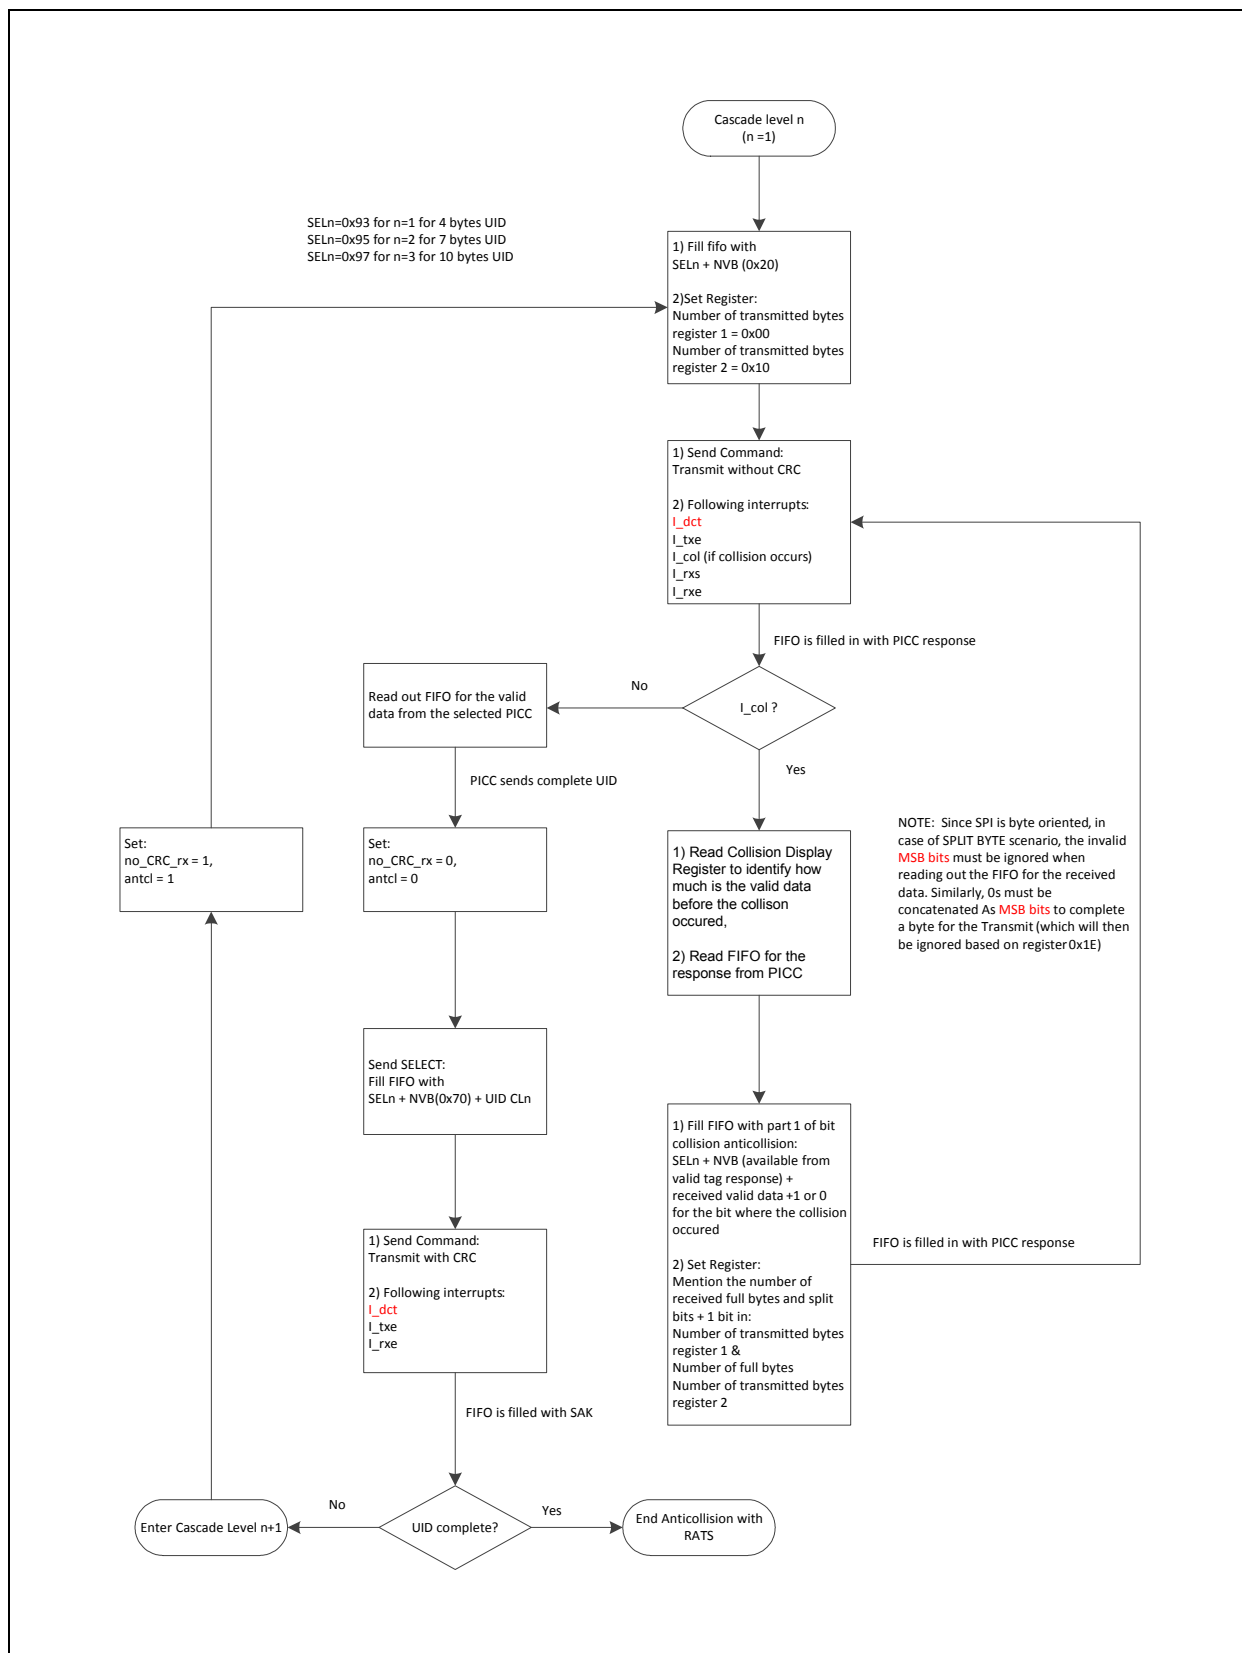 Cascade level n
(n =1)
SELn=0x93 for n=1 for 4 bytes UID
SELn=0x95 for n=2 for 7 bytes UID
SELn=0x97 for n=3 for 10 bytes UID
1) Fill fifo with
SELn + NVB (0x20)
2)Set Register:
Number of transmitted bytes
register 1 = 0x00
Number of transmitted bytes
register 2 = 0x10
1) Send Command:
Transmit without CRC
2) Following interrupts:
I_dct
I_txe
I_col (if collision occurs)
I_rxs
I_rxe
FIFO is filled in with PICC response
I_col ?
No
Yes
Read out FIFO for the valid
data from the selected PICC
PICC sends complete UID
Set:
no_CRC_rx = 1,
antcl = 1
Set:
no_CRC_rx = 0,
antcl = 0
1) Read Collision Display
Register to identify how
much is the valid data
before the collison
occured,
2) Read FIFO for the
response from PICC
NOTE: Since SPI is byte oriented, in
case of SPLIT BYTE scenario, the invalid
MSB bits must be ignored when
reading out the FIFO for the received
data. Similarly, 0s must be
concatenated As MSB bits to complete
a byte for the Transmit (which will then
be ignored based on register 0x1E)
Send SELECT:
Fill FIFO with
SELn + NVB(0x70) + UID CLn
1) Fill FIFO with part 1 of bit
collision anticollision:
SELn + NVB (available from
valid tag response) +
received valid data +1 or 0
for the bit where the collision
occured
2) Set Register:
Mention the number of
received full bytes and split
bits + 1 bit in:
Number of transmitted bytes
register 1 &
Number of full bytes
Number of transmitted bytes
register 2
FIFO is filled in with PICC response
1) Send Command:
Transmit with CRC
2) Following interrupts:
I_dct
I_txe
I_rxe
FIFO is filled with SAK
UID complete?
No
Yes
Enter Cascade Level n+1
End Anticollision with
RATS